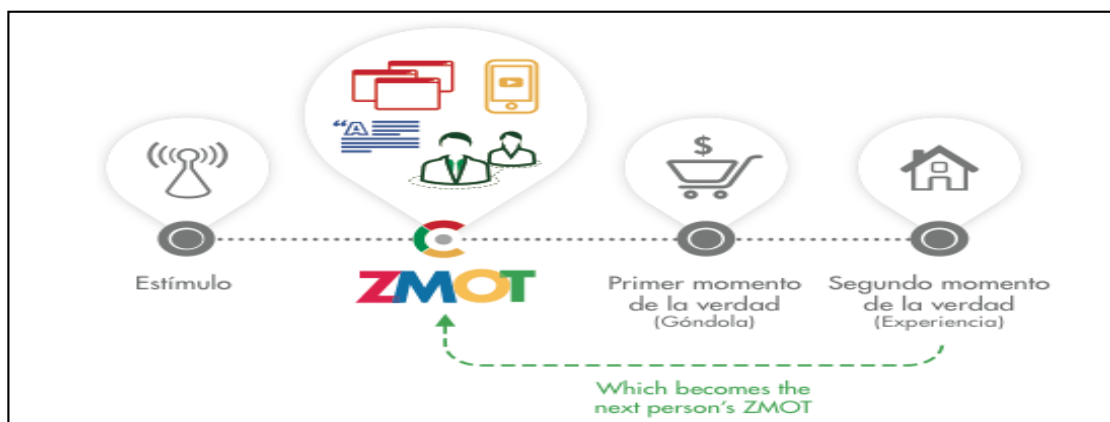 “A
$
Estímulo
ZMOT
Primer momento
de la verdad
(Góndola)
Segundo momento
de la verdad
(Experiencia)
Which becomes the
next person's ZMOT